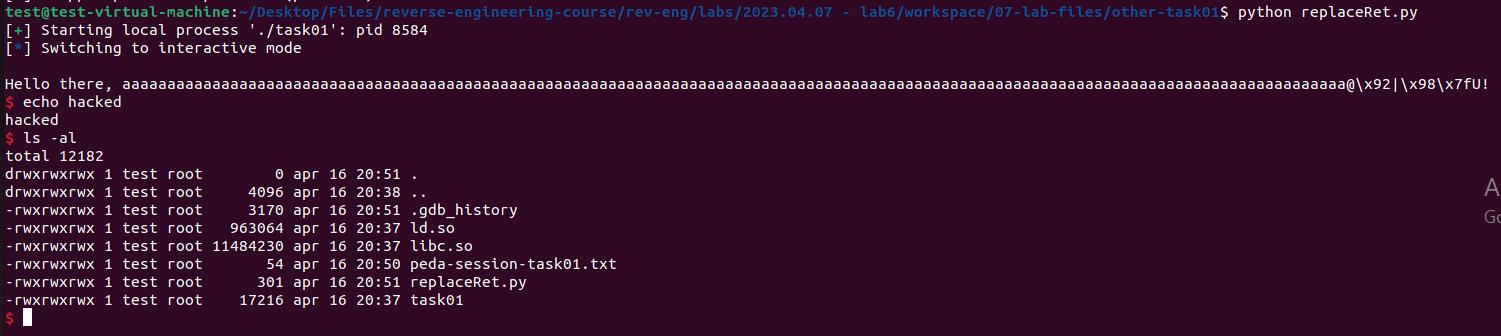 test@test-virtual-machine:~/Desktop/Files/reverse-engineering-course/rev-eng/labs/2023.04.07 - lab6/workspace/07-lab-files/other-task01$ python replaceRet.py
[+] Starting local process './task01': pid 8584
[*] Switching to interactive mode
Hello there, aaaaaaaaaaaaaaaaaaaaaaaaaaaaaaaaaaaaaaaaaaaaaaaaaaaaaaaaaaaaaaaaaaaaaaaaaaaaaaaaaaaaaaaaaaaaaaaaaaaaaaaaaaaaaaaaaaaaaaaaaaaaaaaaaaaaaaaa@\x92|\x98\x7fU!
$ echo hacked
hacked
$ ls -al
total 12182
drwxrwxrwx 1 test root        0 apr 16 20:51 .
drwxrwxrwx 1 test root     4096 apr 16 20:38 ..
-rwxrwxrwx 1 test root     3170 apr 16 20:51 .gdb_history
-rwxrwxrwx 1 test root   963064 apr 16 20:37 ld.so
-rwxrwxrwx 1 test root 11484230 apr 16 20:37 libc.so
-rwxrwxrwx 1 test root       54 apr 16 20:50 peda-session-task01.txt
-rwxrwxrwx 1 test root      301 apr 16 20:51 replaceRet.py
-rwxrwxrwx 1 test root    17216 apr 16 20:37 task01
$